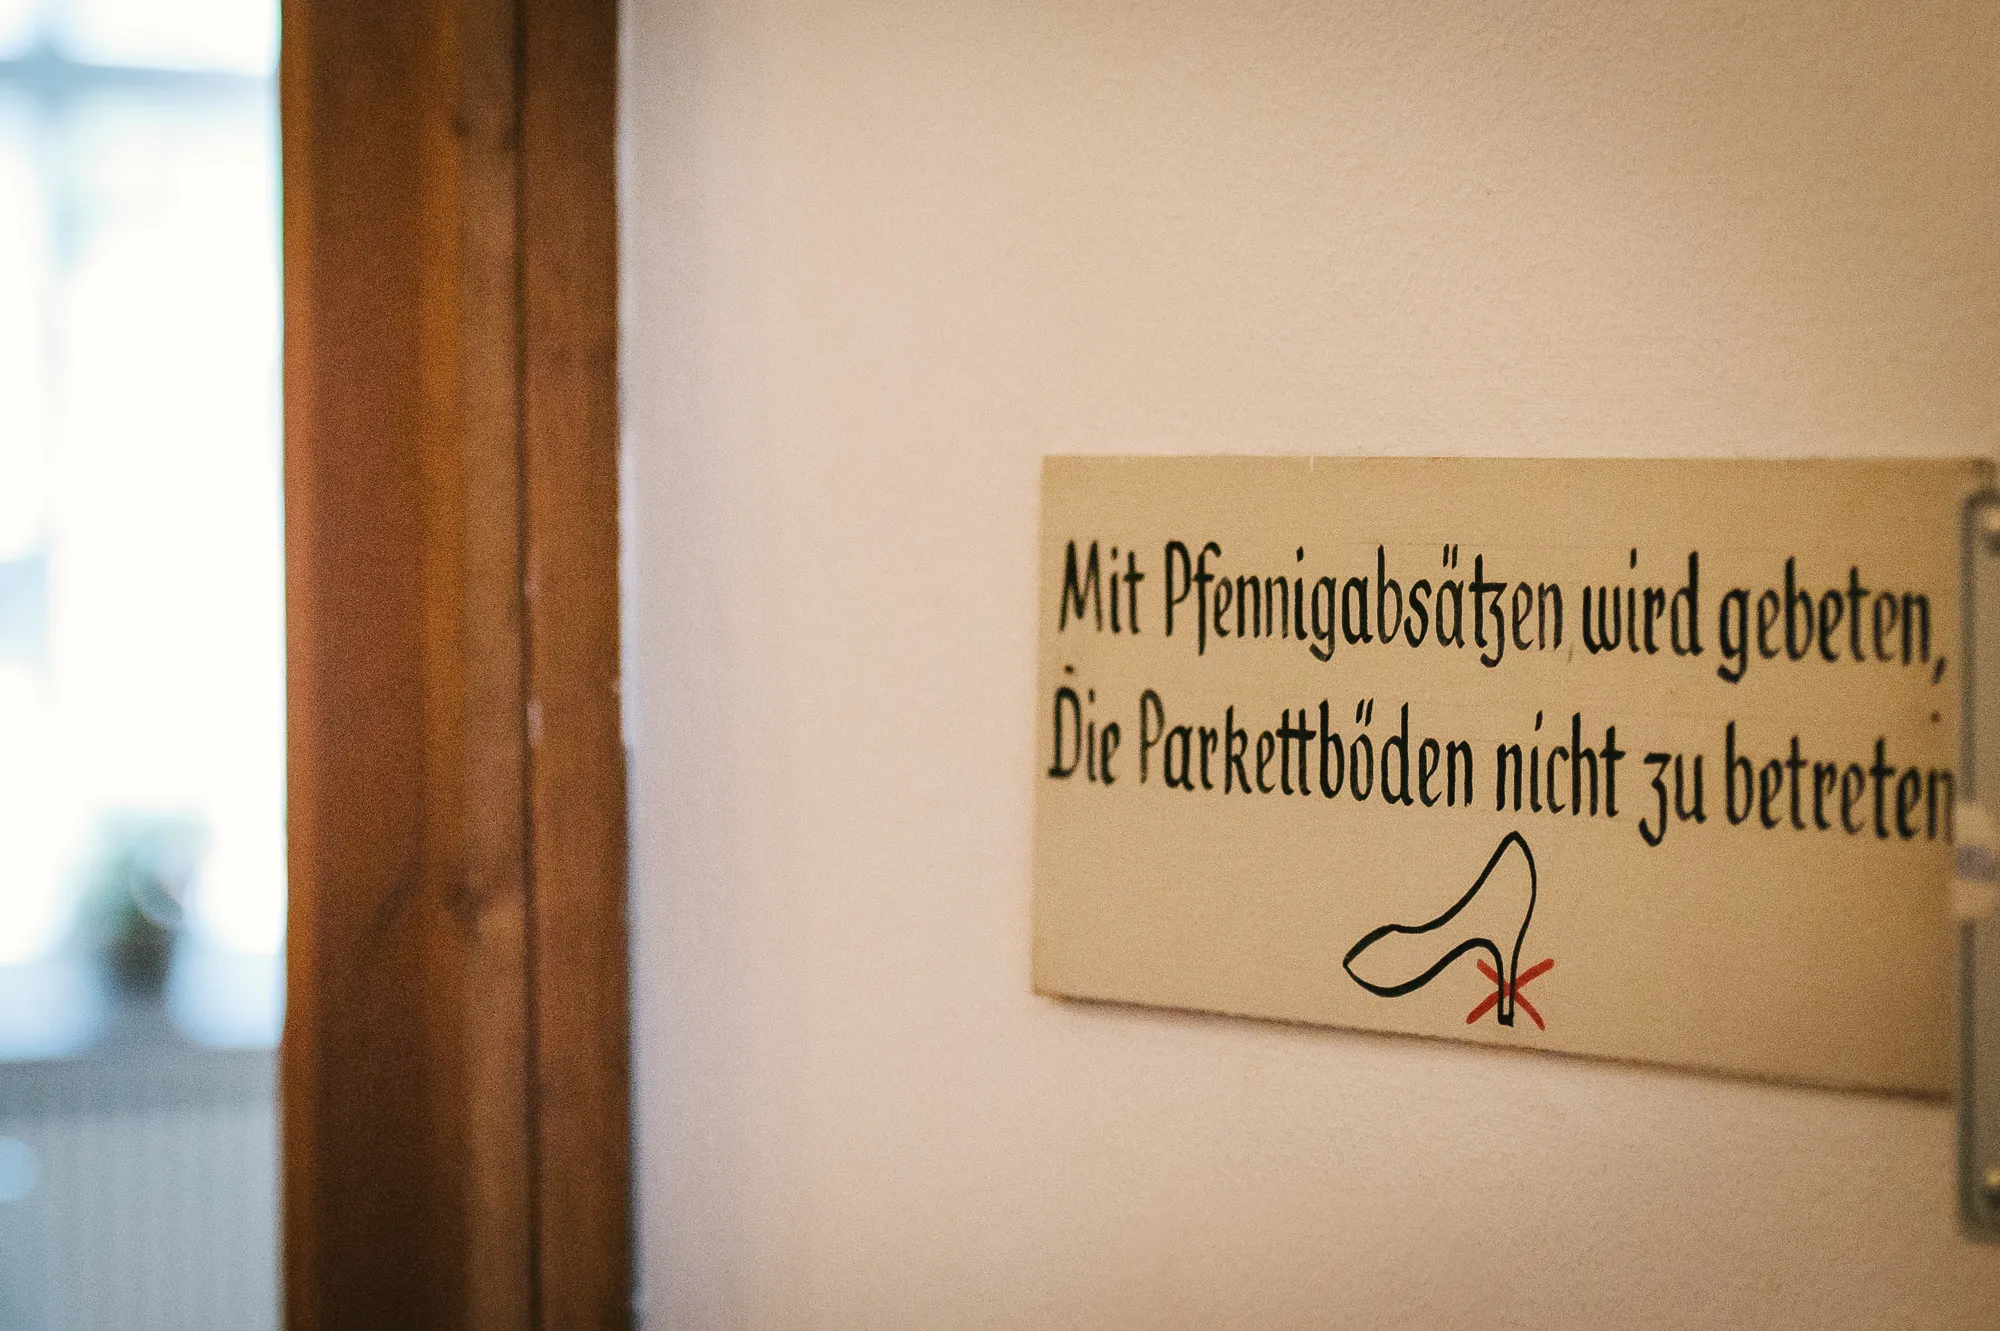 Mit Pfennigabsätzen wird gebeten,
Die Parkettböden nicht zu betreten